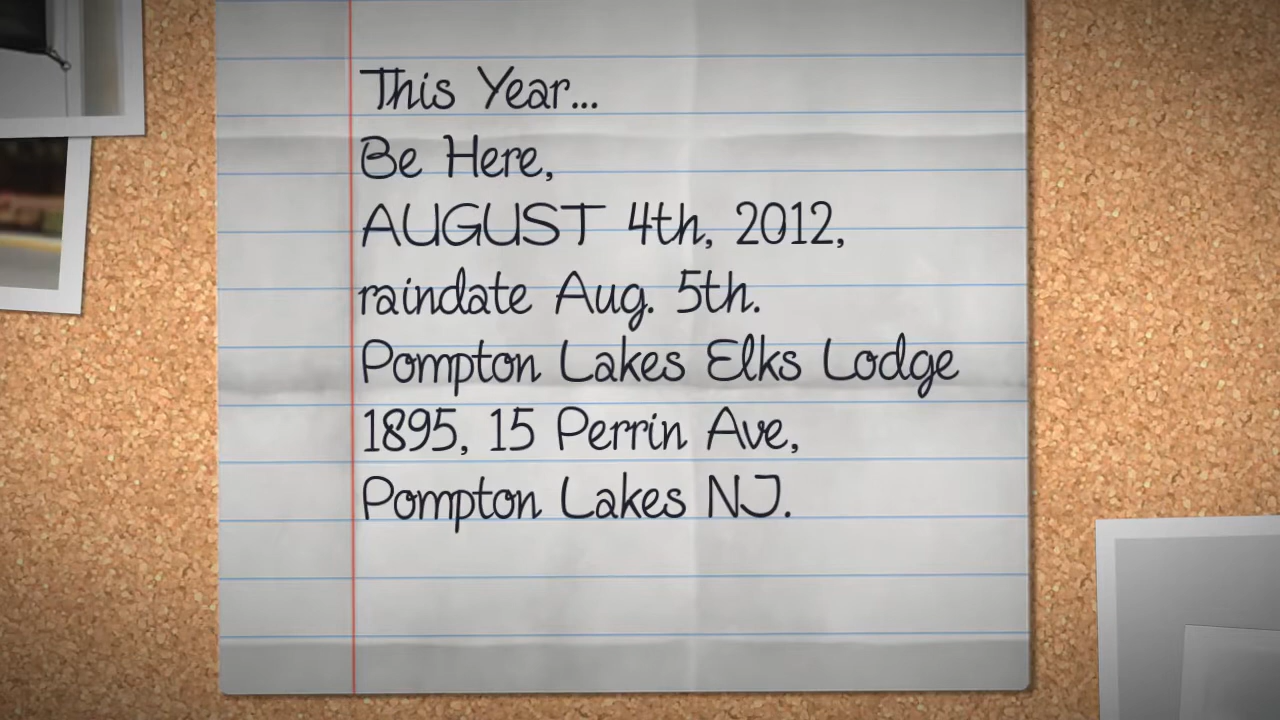 This Year...
Be Here,
AUGUST 4th, 2012,
raindate Aug. 5th.
Pompton Lakes Elks Lodge
1895, 15 Perrin Ave,
Pompton Lakes NJ.